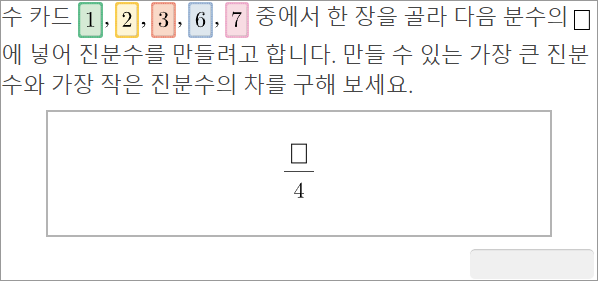 수 카드 1, 2, 3, 6, 7 중에서 한 장을 골라 다음 분수의 □
에 넣어 진분수를 만들려고 합니다. 만들 수 있는 가장 큰 진분
수와 가장 작은 진분수의 차를 구해 보세요.
□
4